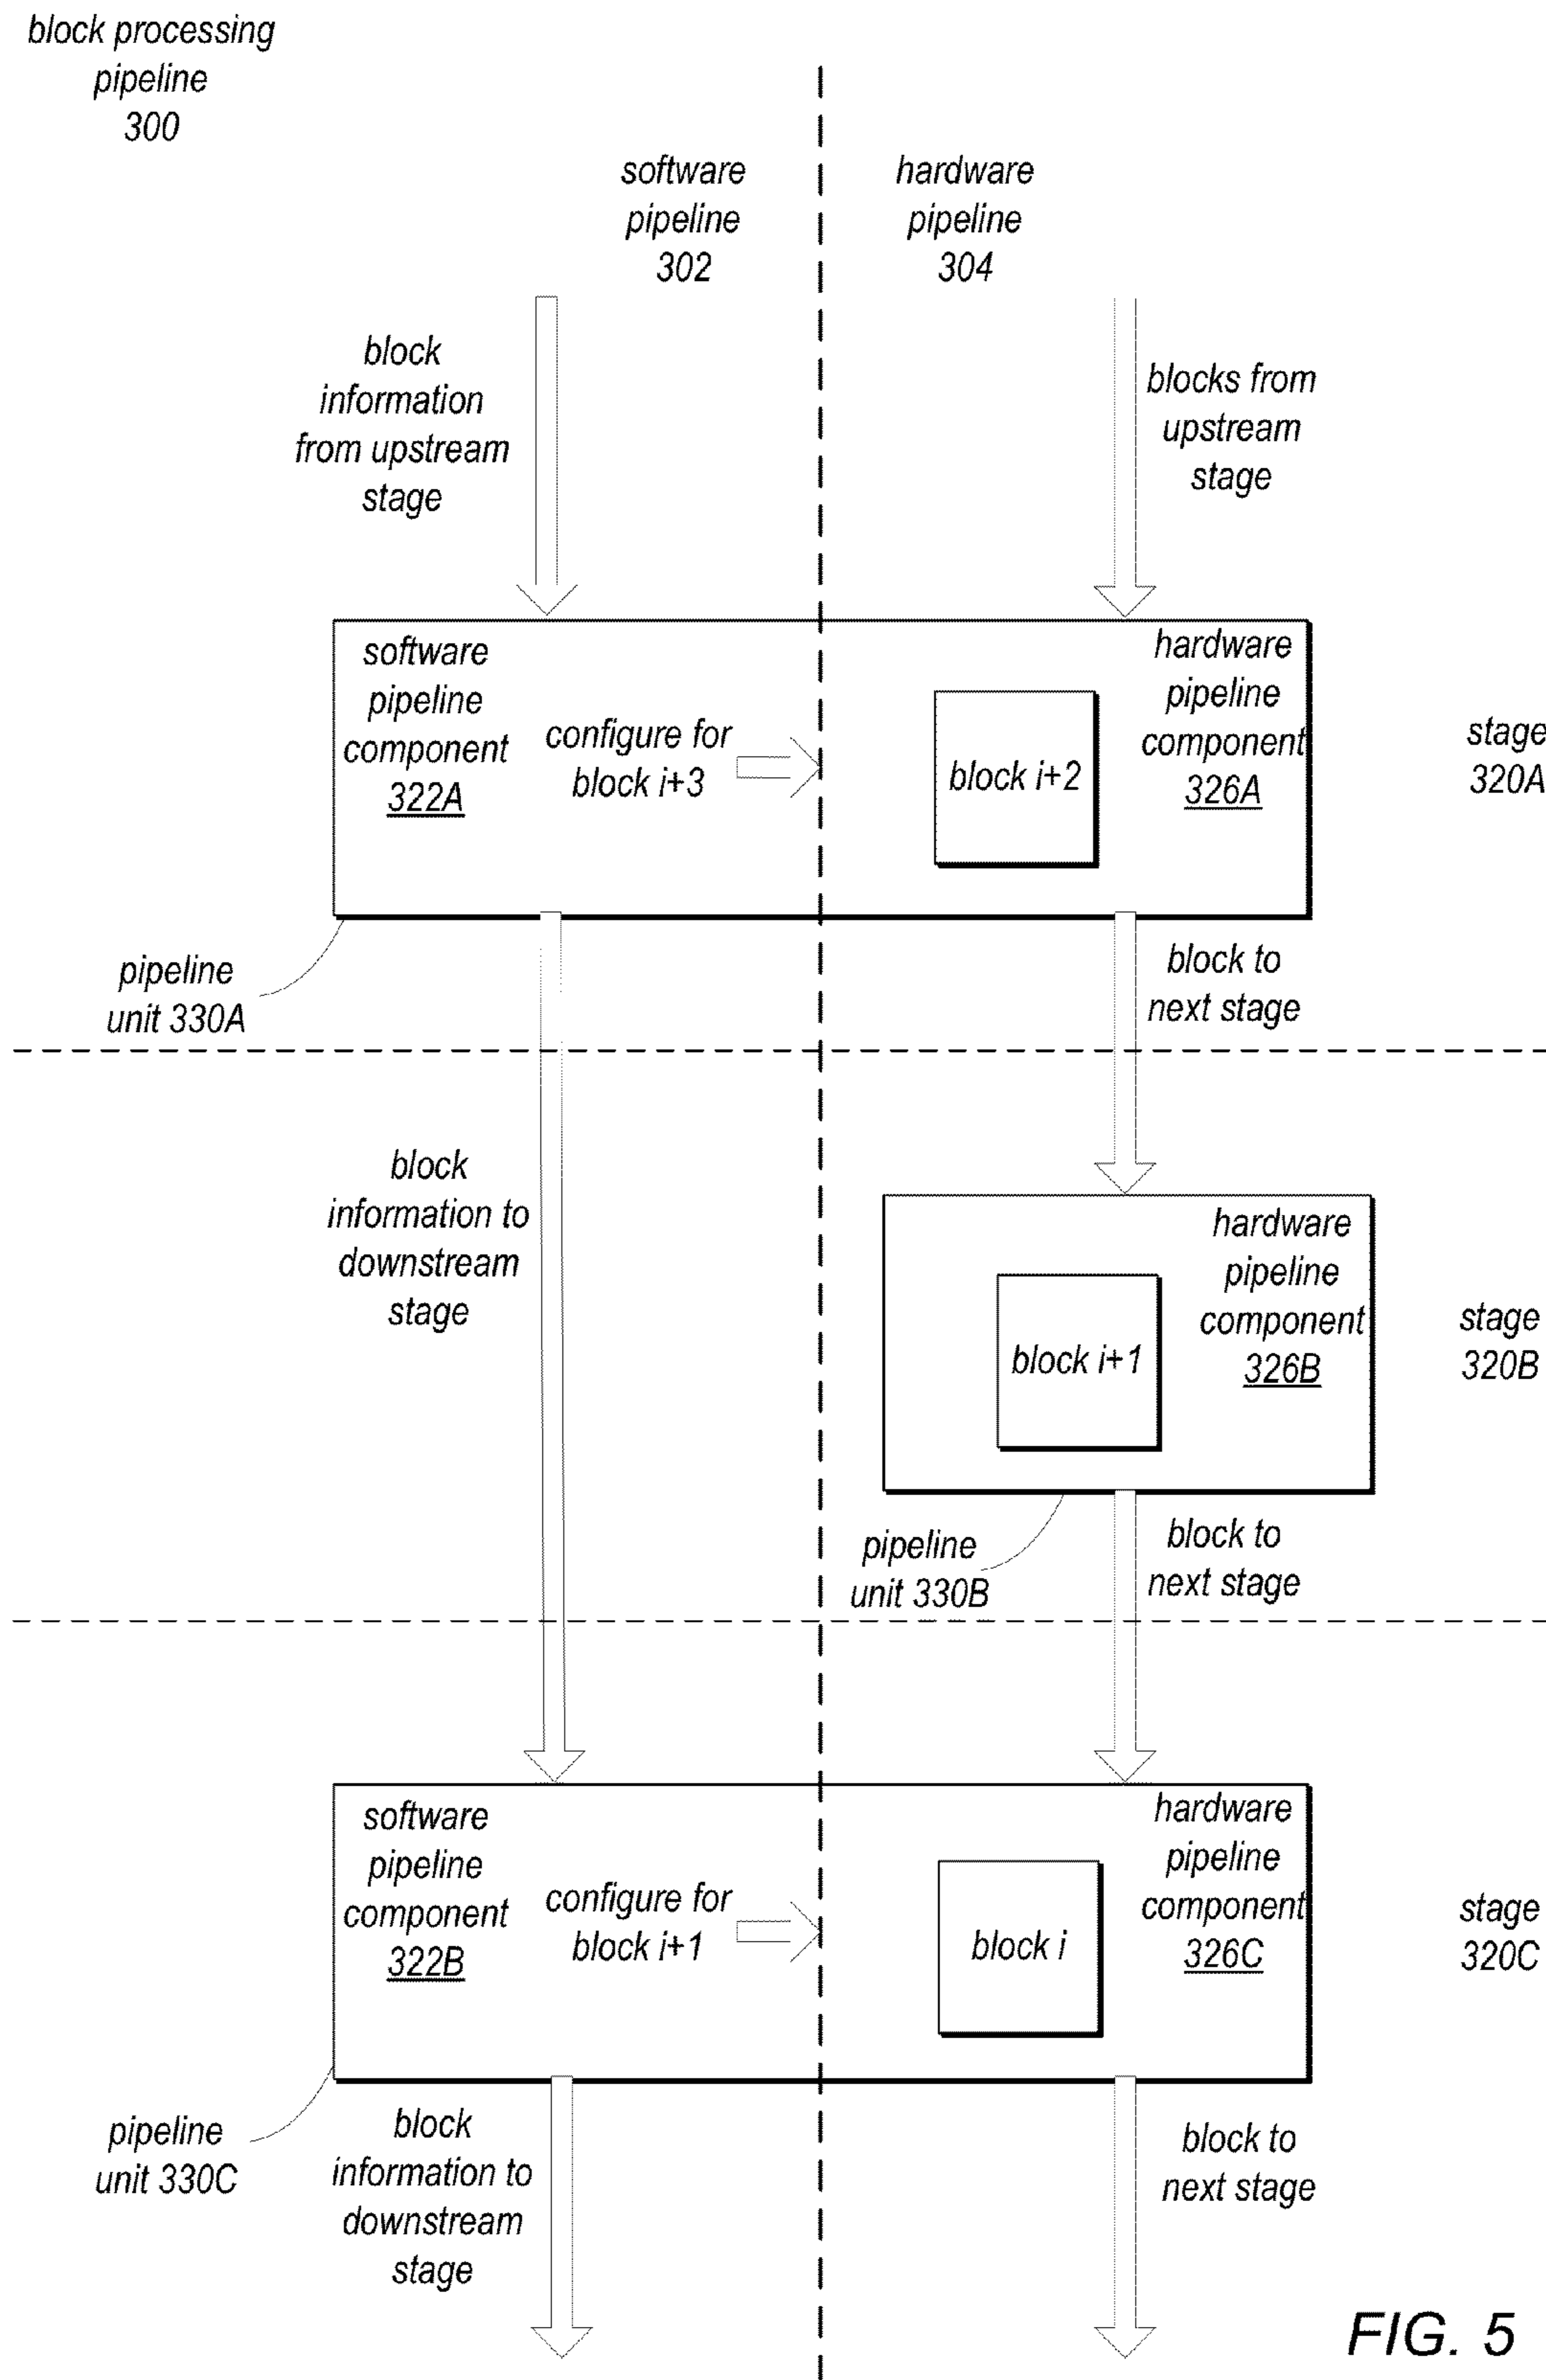 block processing
pipeline
300
software
pipeline
302
hardware
pipeline
304
block
information
from upstream
stage
blocks from
upstream
stage
software
pipeline
component
322A
configure for
block i+3
block i+2
hardware
pipeline
component
326A
stage
320A
pipeline
unit 330A
block to
next stage
block
information to
downstream
stage
hardware
pipeline
component
326B
block i+1
stage
320B
pipeline
unit 330B
block to
next stage
software
pipeline
component
322B
configure for
block i+1
block i
hardware
pipeline
component
326C
stage
320C
pipeline
unit 330C
block
information to
downstream
stage
block to
next stage
FIG. 5